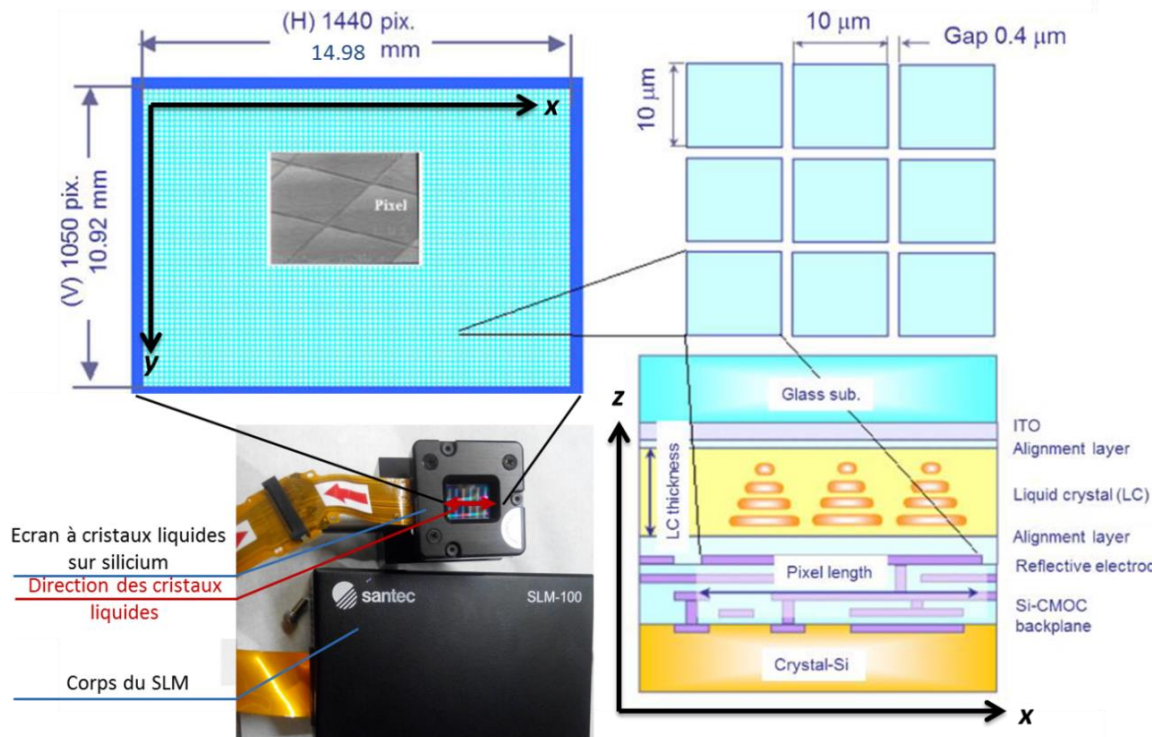 (H) 1440 pix.
14.98 mm
10 µm
Gap 0.4 µm
10 µm
x
(V) 1050 pix.
10.92 mm
Pixel
y
z
Glass sub.
ITO
Alignment layer
LC thickness
Liquid crystal (LC)
Alignment layer
Reflective electrod
Pixel length
Si-CMOC
backplane
Crystal-Si
x
Ecran à cristaux liquides
sur silicium
Direction des cristaux
liquides
santec
SLM-100
Corps du SLM